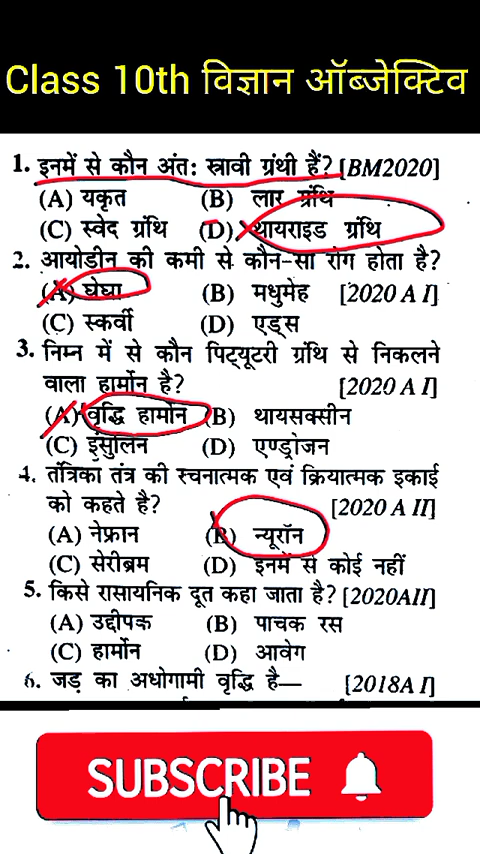 Class 10th विज्ञान ऑब्जेक्टिव
1. इनमें से कौन अंत: स्रावी ग्रंथी हैं? [BM2020]
(A) यकृत (B) लार ग्रंथि
(C) स्वेद ग्रंथि (D) थायराइड ग्रंथि
2. आयोडीन की कमी से कौन-सा रोग होता है?
(A) घेघा (B) मधुमेह [2020 A I]
(C) स्कर्वी (D) एड्स
3. निम्न में से कौन पिट्यूटरी ग्रंथि से निकलने
वाला हार्मोन है? [2020 A I]
(A) वृद्धि हार्मोन (B) थायसक्सीन
(C) इंसुलिन (D) एण्ड्रोजन
4. तंत्रिका तंत्र की रचनात्मक एवं क्रियात्मक इकाई
को कहते है? [2020 A II]
(A) नेफ्रान (B) न्यूरॉन
(C) सेरीब्रम (D) इनमें से कोई नहीं
5. किसे रासायनिक दूत कहा जाता है? [2020AII]
(A) उद्दीपक (B) पाचक रस
(C) हार्मोन (D) आवेग
6. जड़ का अधोगामी वृद्धि है— [2018A I]
SUBSCRIBE